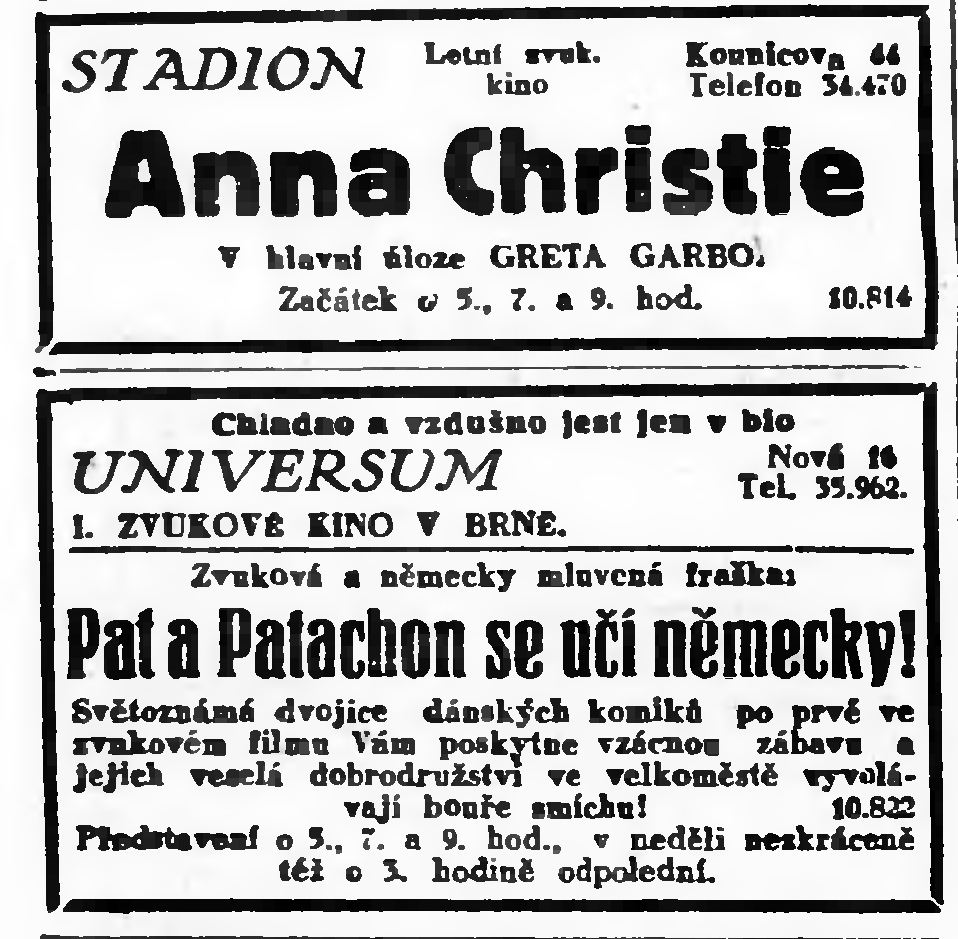 STADION Letní zvuk. kino Kounicova 44
Telefon 34.470
Anna Christie
V hlavní úloze GRETA GARBO.
Začátek o 5., 7. a 9. hod. 10.814
Chladno a vzdušno jest jen v bio
UNIVERSUM Nová 16
Tel. 35.962.
1. ZVUKOVÉ KINO V BRNĚ.
Zvuková a německy mluvená fraška:
Pat a Patachon se učí německy!
Světoznámá dvojice dánských komiků po prvé ve
zvukovém filmu Vám poskytne vzácnou zábavu a
jejich veselá dobrodružství ve velkoměstě vyvolá-
vají bouře smíchu! 10.822
Představení o 5., 7. a 9. hod., v neděli nezkráceně
též o 3. hodině odpolední.